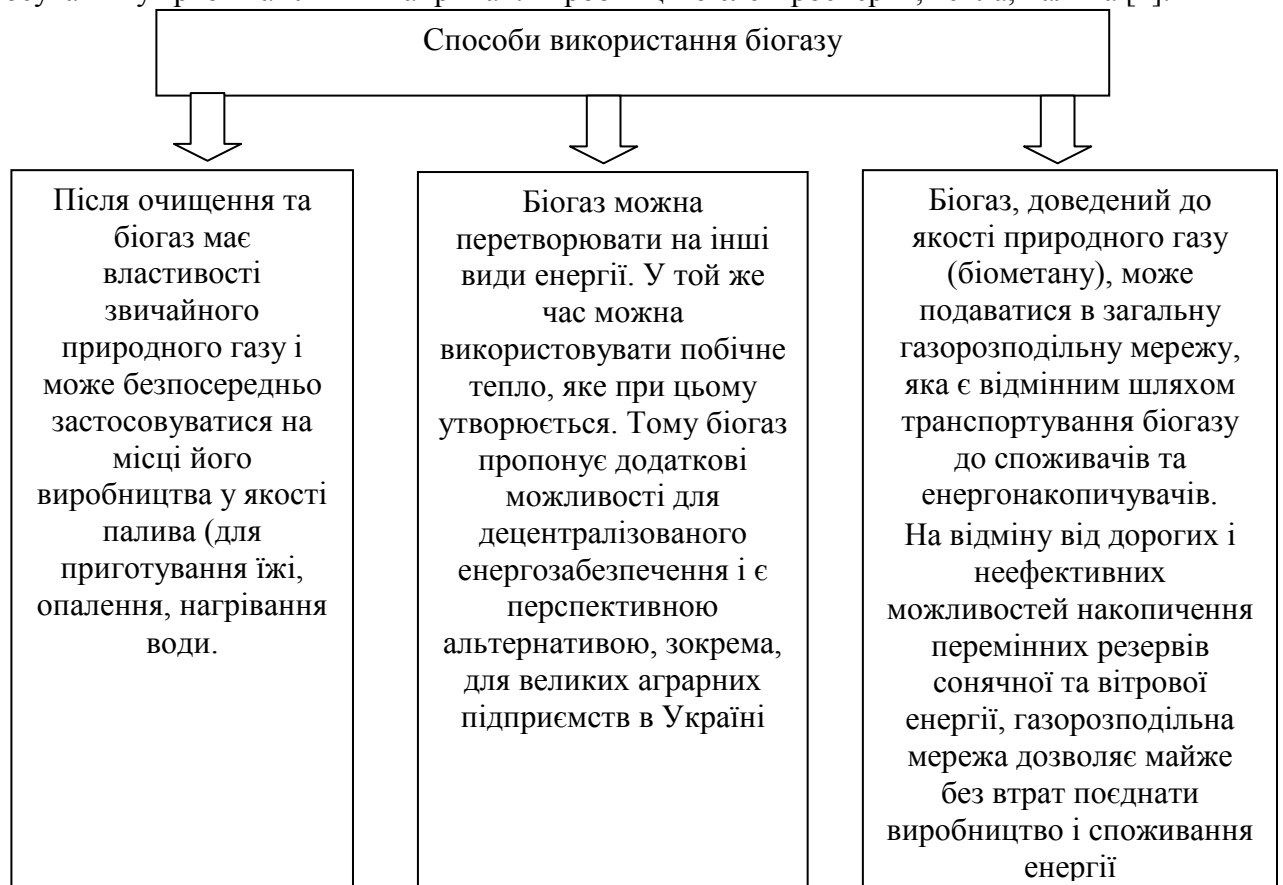 Способи використання біогазу
Після очищення та
біогаз має
властивості
звичайного
природного газу і
може безпосередньо
застосовуватися на
місці його
виробництва у якості
палива (для
приготування їжі,
опалення, нагрівання
води.
Біогаз можна
перетворювати на інші
види енергії. У той же
час можна
використовувати побічне
тепло, яке при цьому
утворюється. Тому біогаз
пропонує додаткові
можливості для
децентралізованого
енергозабезпечення і є
перспективною
альтернативою, зокрема,
для великих аграрних
підприємств в Україні
Біогаз, доведений до
якості природного газу
(біометану), може
подаватися в загальну
газорозподільну мережу,
яка є відмінним шляхом
транспортування біогазу
до споживачів та
енергонакопичувачів.
На відміну від дорогих і
неефективних
можливостей накопичення
перемінних резервів
сонячної та вітрової
енергії, газорозподільна
мережа дозволяє майже
без втрат поєднати
виробництво і споживання
енергії